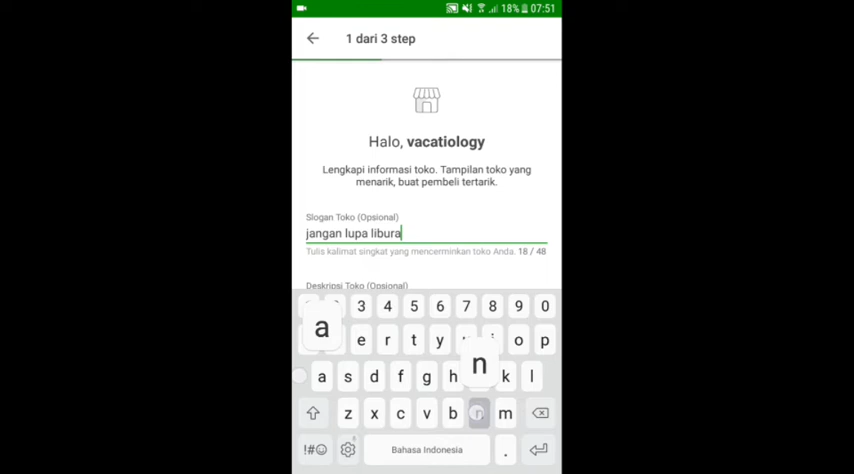 18% 07:51
1 dari 3 step
Halo, vacatiology
Lengkapi informasi toko. Tampilan toko yang
menarik, buat pembeli tertarik.
Slogan Toko (Opsional)
jangan lupa libura
Tulis kalimat singkat yang mencerminkan toko Anda. 18 / 48
Deskripsi Toko (Opsional)
3 4 5 6 7 8 9 0
a
e r t y o p
n
a s d f g h k l
z x c v b n m
!#☺ Bahasa Indonesia .